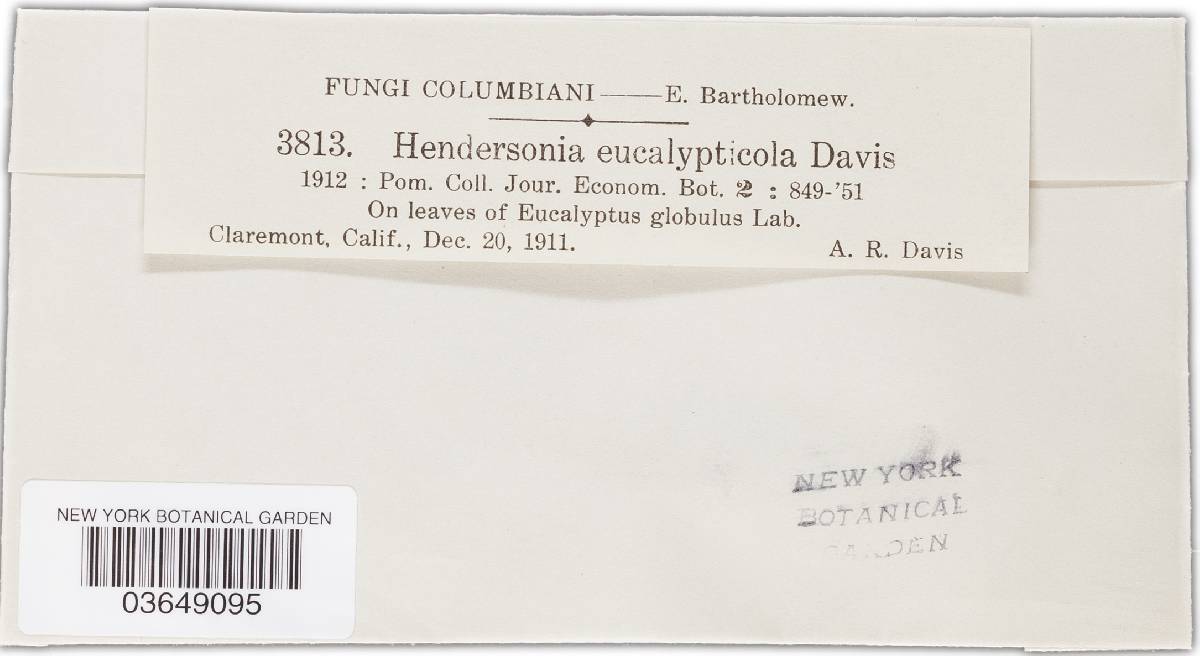 FUNGI COLUMBIANI——E. Bartholomew.
3813. Hendersonia eucalypticola Davis
1912 : Pom. Coll. Jour. Econom. Bot. 2 : 849-'51
On leaves of Eucalyptus globulus Lab.
Claremont, Calif., Dec. 20, 1911. A. R. Davis
NEW YORK
BOTANICAL
GARDEN
NEW YORK BOTANICAL GARDEN
03649095